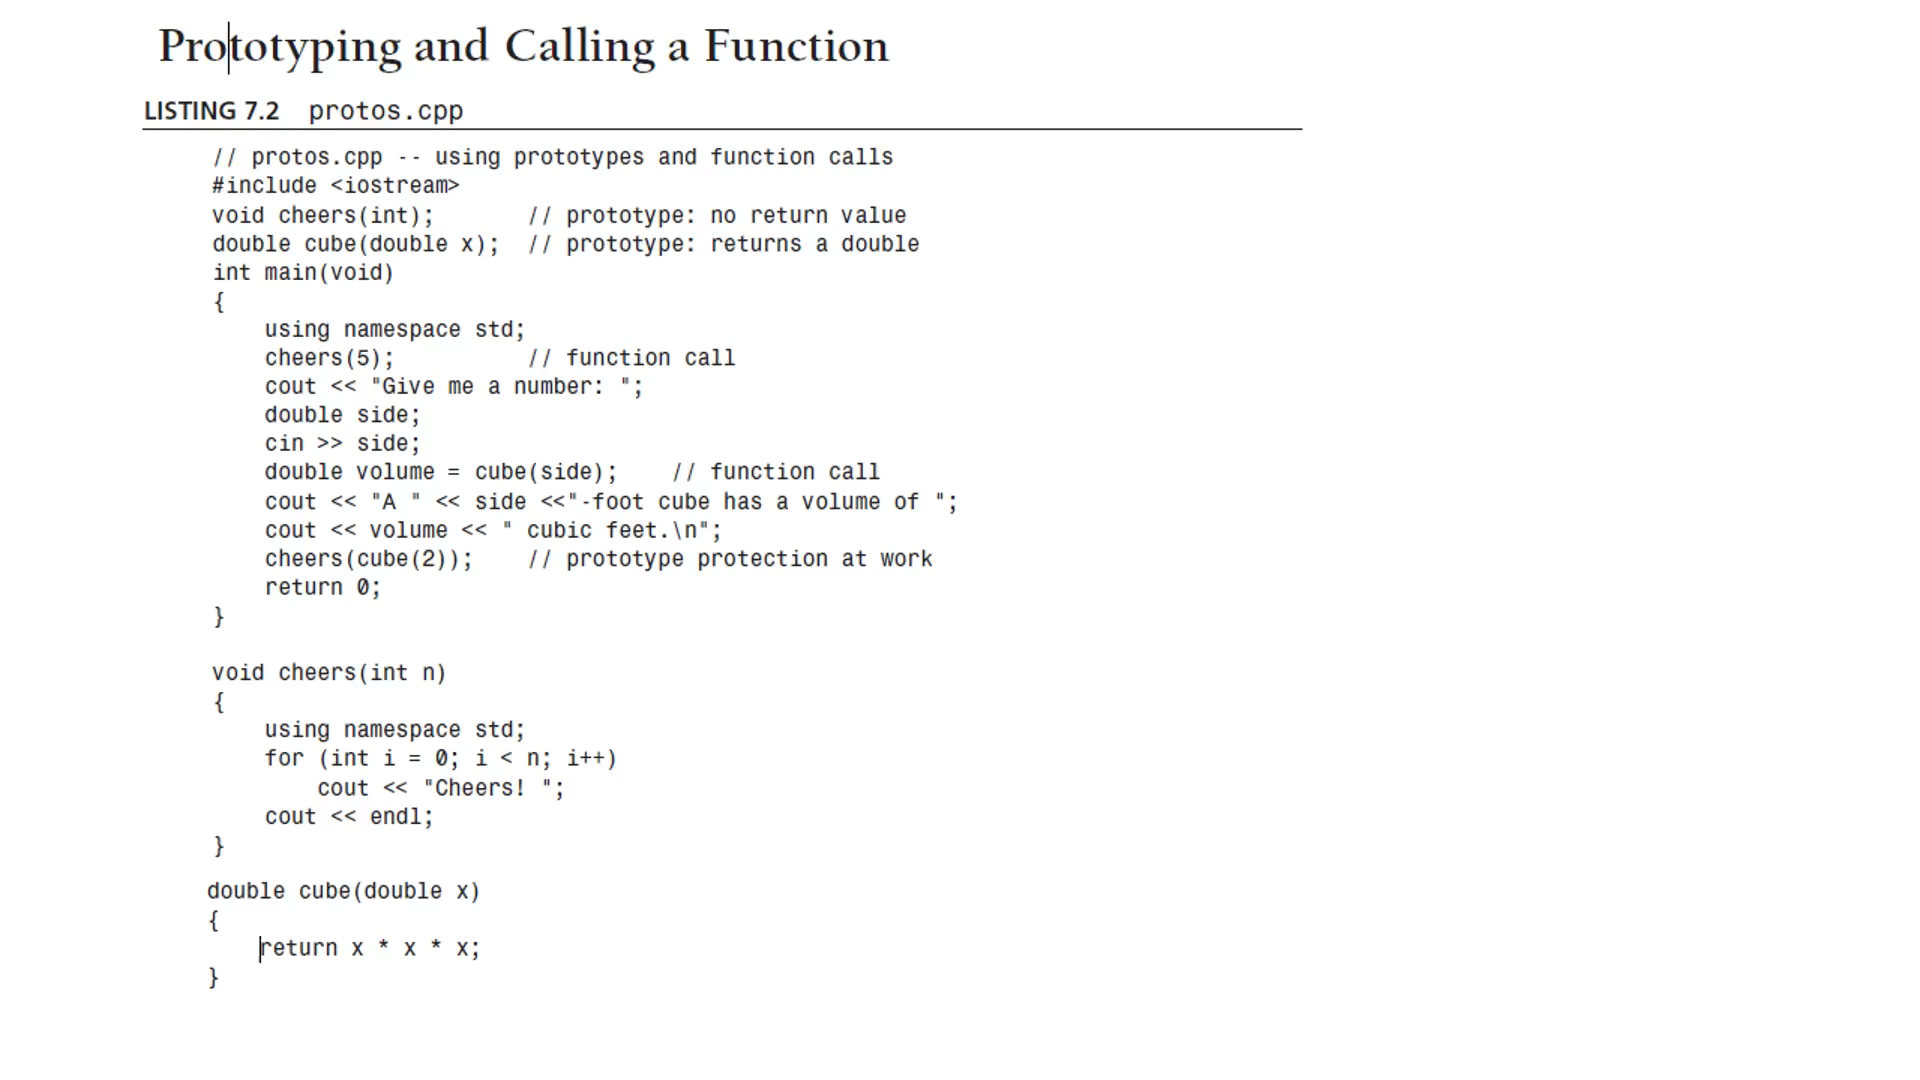 Prototyping and Calling a Function
LISTING 7.2 protos.cpp
// protos.cpp -- using prototypes and function calls
#include <iostream>
void cheers(int);       // prototype: no return value
double cube(double x);  // prototype: returns a double
int main(void)
{
    using namespace std;
    cheers(5);          // function call
    cout << "Give me a number: ";
    double side;
    cin >> side;
    double volume = cube(side);    // function call
    cout << "A " << side <<"-foot cube has a volume of ";
    cout << volume << " cubic feet.\n";
    cheers(cube(2));    // prototype protection at work
    return 0;
}
void cheers(int n)
{
    using namespace std;
    for (int i = 0; i < n; i++)
        cout << "Cheers! ";
    cout << endl;
}
double cube(double x)
{
    return x * x * x;
}